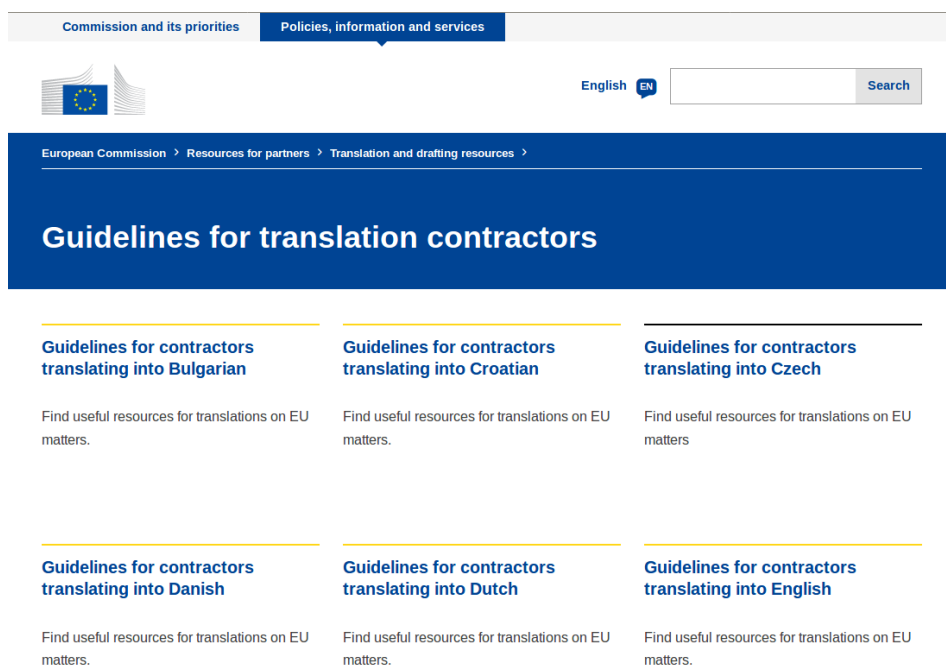 Commission and its priorities
Policies, information and services
English EN
Search
European Commission > Resources for partners > Translation and drafting resources >
Guidelines for translation contractors
Guidelines for contractors
translating into Bulgarian
Find useful resources for translations on EU
matters.
Guidelines for contractors
translating into Croatian
Find useful resources for translations on EU
matters.
Guidelines for contractors
translating into Czech
Find useful resources for translations on EU
matters
Guidelines for contractors
translating into Danish
Find useful resources for translations on EU
matters.
Guidelines for contractors
translating into Dutch
Find useful resources for translations on EU
matters.
Guidelines for contractors
translating into English
Find useful resources for translations on EU
matters.